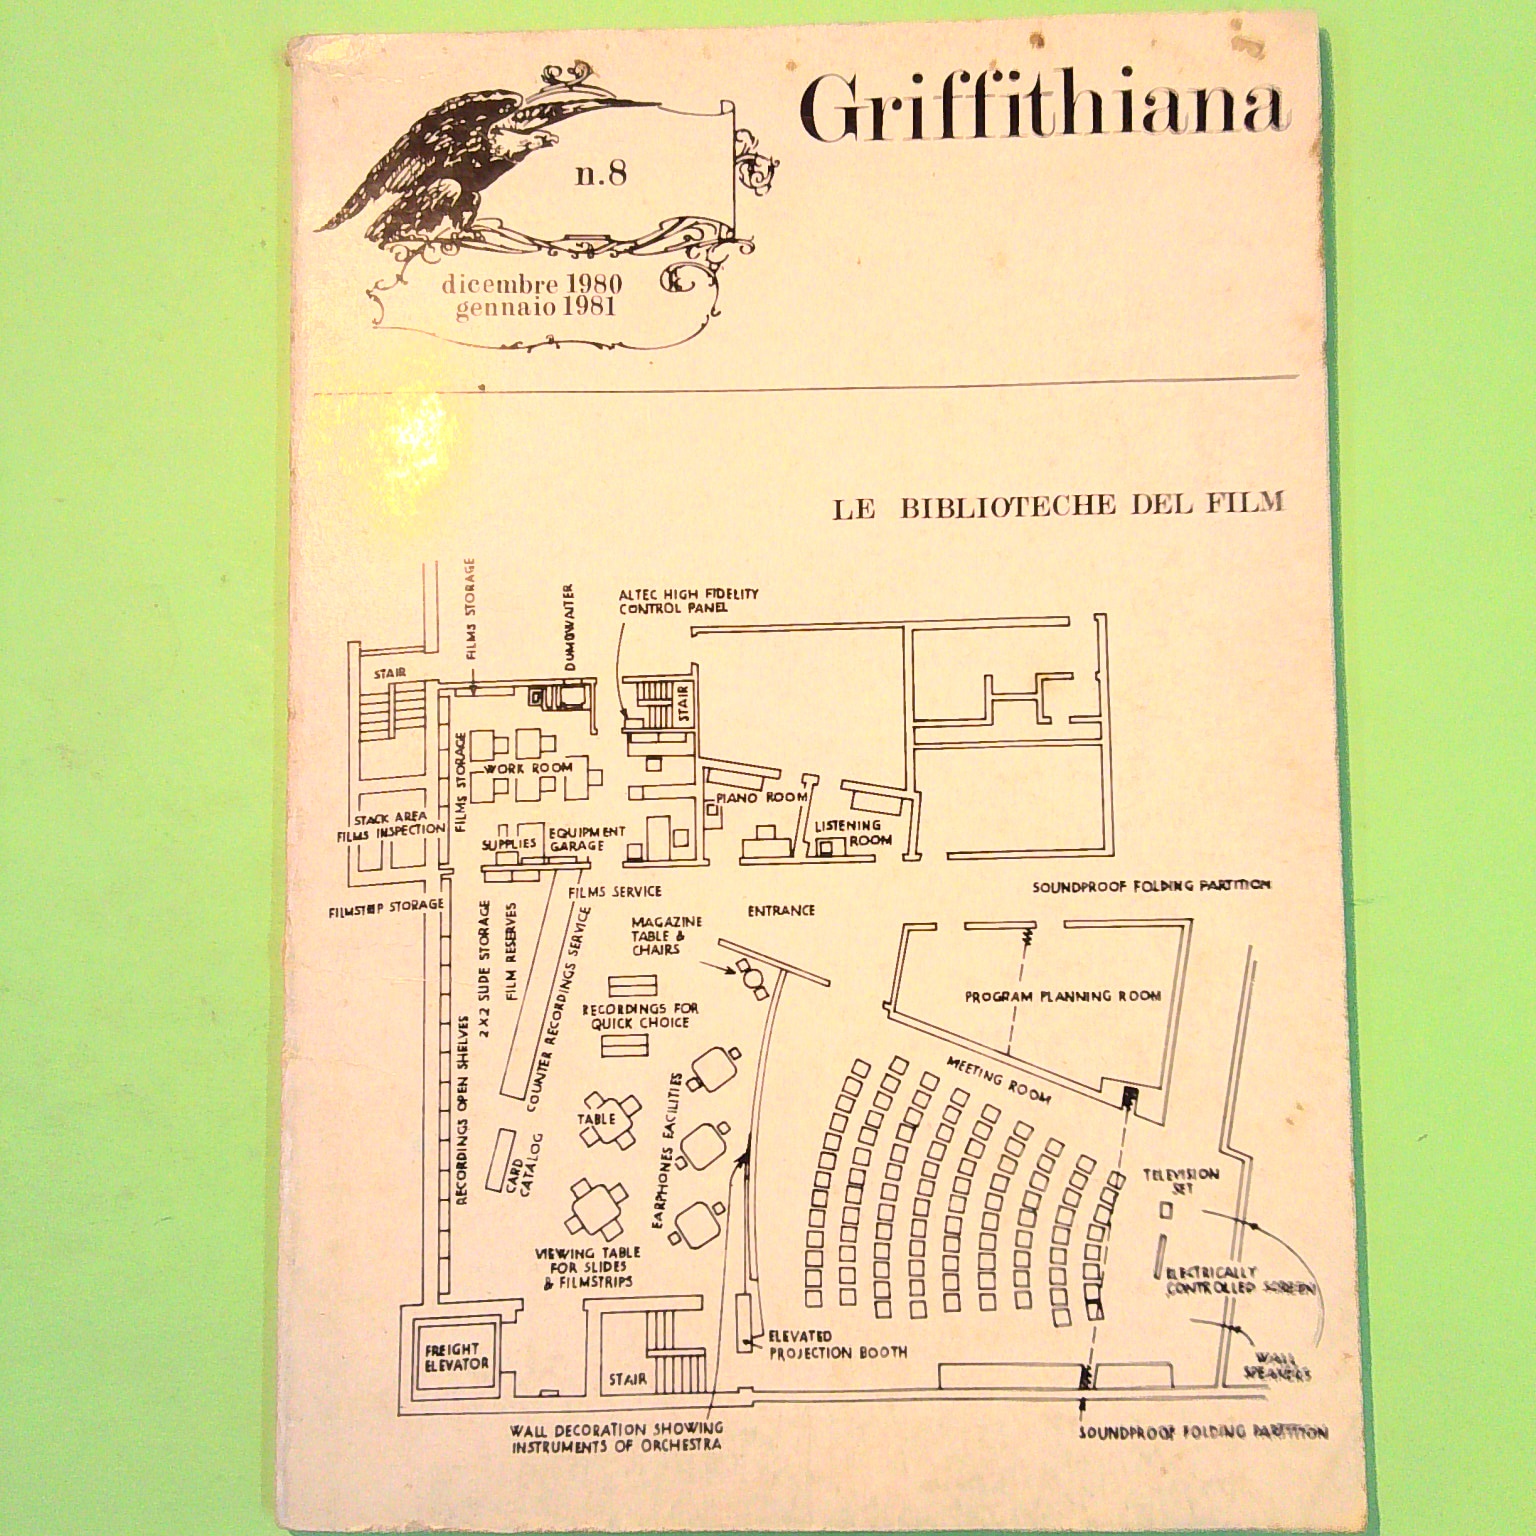 Griffithiana
n.8
dicembre 1980
gennaio 1981
LE BIBLIOTECHE DEL FILM
FILMS STORAGE
DUMBWAITER
ALTEC HIGH FIDELITY
CONTROL PANEL
STAIR
STAIR
FILMS STORAGE
WORK ROOM
PIANO ROOM
STACK AREA
FILMS INSPECTION
SUPPLIES
EQUIPMENT
GARAGE
LISTENING
ROOM
FILMS SERVICE
SOUNDPROOF FOLDING PARTITION
FILMSTRIP STORAGE
ENTRANCE
MAGAZINE
TABLE &
CHAIRS
2X2 SLIDE STORAGE
FILM RESERVES
COUNTER RECORDINGS SERVICE
PROGRAM PLANNING ROOM
RECORDINGS FOR
QUICK CHOICE
RECORDINGS OPEN SHELVES
MEETING ROOM
TABLE
EARPHONES FACILITIES
CARD
CATALOG
TELEVISION
SET
VIEWING TABLE
FOR SLIDES
& FILMSTRIPS
ELECTRICALLY
CONTROLLED SCREEN
FREIGHT
ELEVATOR
ELEVATED
PROJECTION BOOTH
STAIR
WALL
SPEAKERS
WALL DECORATION SHOWING
INSTRUMENTS OF ORCHESTRA
SOUNDPROOF FOLDING PARTITION